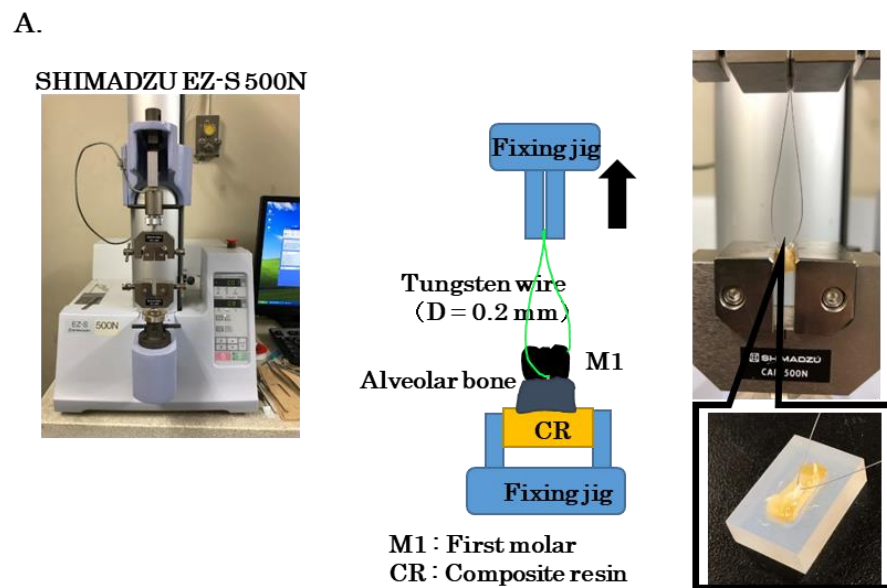 A.
SHIMADZU EZ-S 500N
EZ-S
500N
Fixing jig
Tungsten wire
（D = 0.2 mm）
M1
Alveolar bone
CR
Fixing jig
M1 : First molar
CR : Composite resin
SHIMADZU
CAP 500N